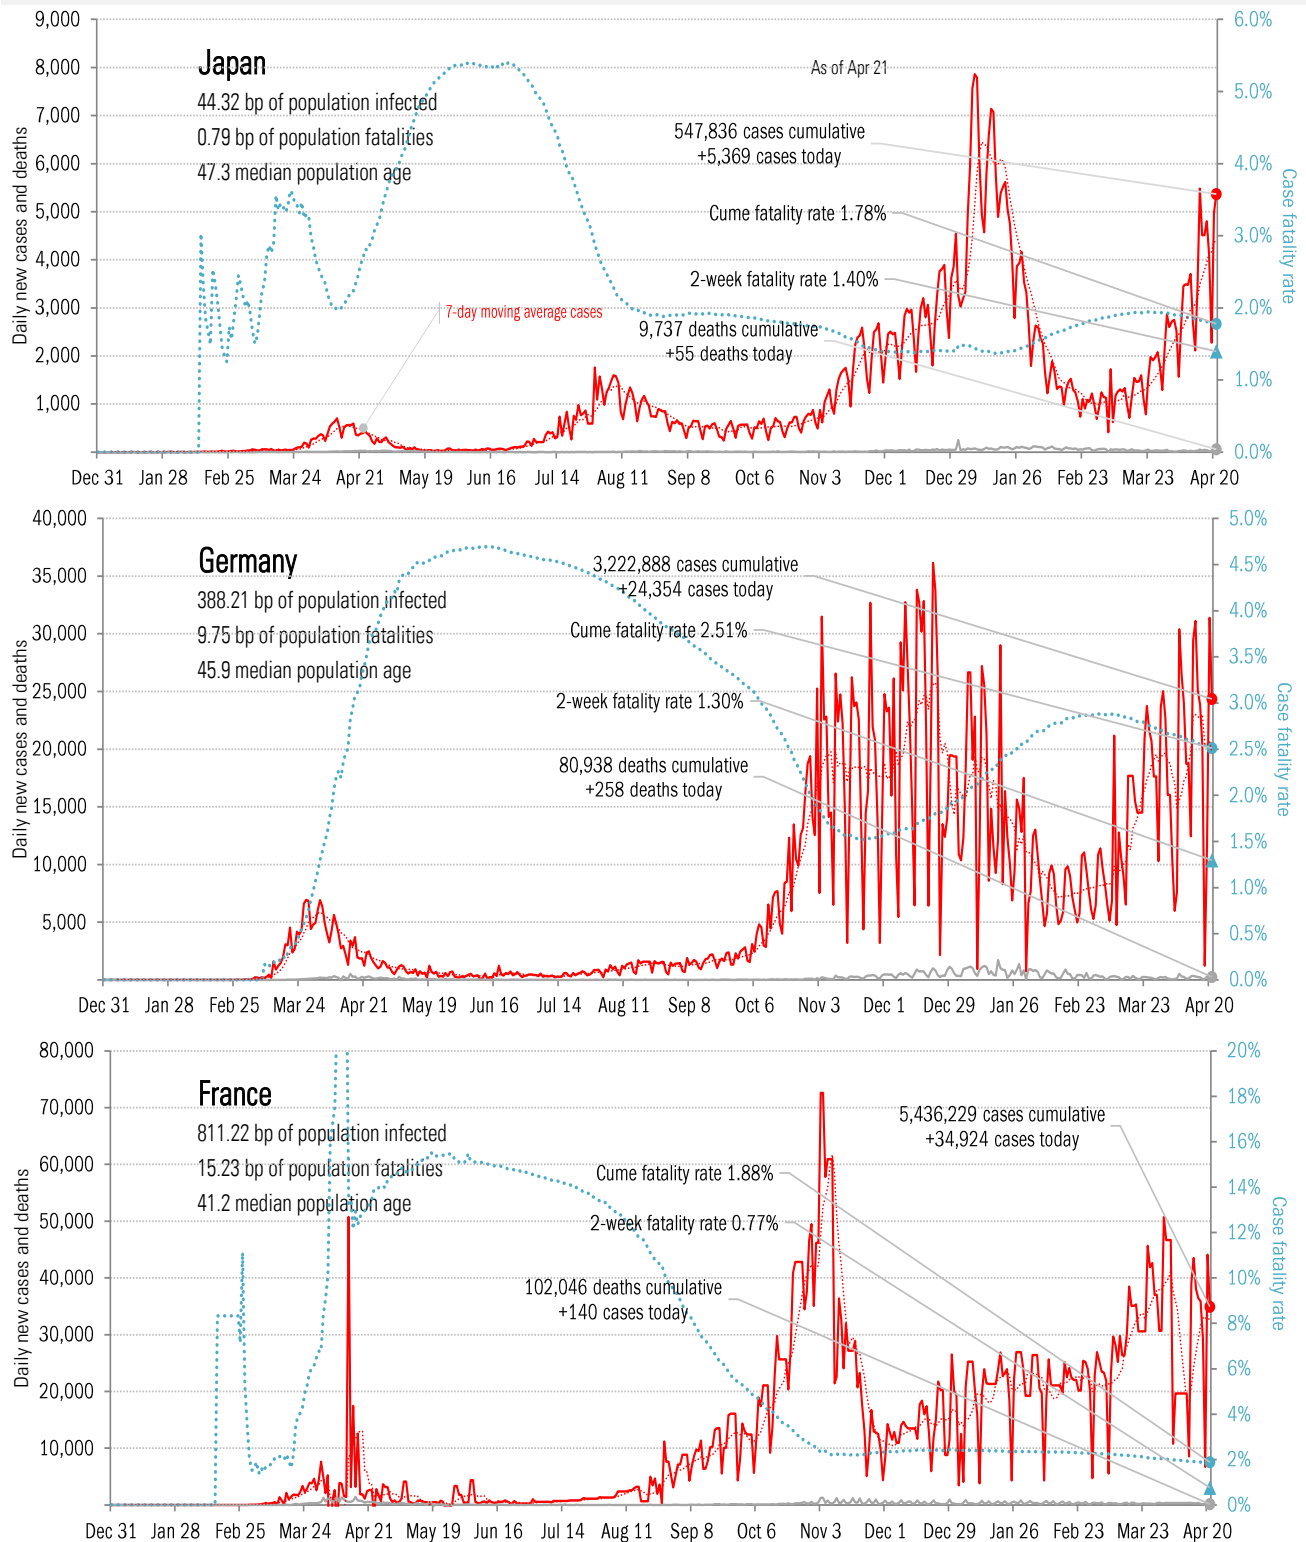 9,000
8,000
7,000
6,000
5,000
4,000
3,000
2,000
1,000
Daily new cases and deaths
Japan
44.32 bp of population infected
0.79 bp of population fatalities
47.3 median population age
As of Apr 21
547,836 cases cumulative
+5,369 cases today
Cume fatality rate 1.78%
2-week fatality rate 1.40%
7-day moving average cases
9,737 deaths cumulative
+55 deaths today
6.0%
5.0%
4.0%
3.0%
2.0%
1.0%
0.0%
Case fatality rate
Dec 31 Jan 28 Feb 25 Mar 24 Apr 21 May 19 Jun 16 Jul 14 Aug 11 Sep 8 Oct 6 Nov 3 Dec 1 Dec 29 Jan 26 Feb 23 Mar 23 Apr 20
40,000
35,000
30,000
25,000
20,000
15,000
10,000
5,000
Daily new cases and deaths
Germany
388.21 bp of population infected
9.75 bp of population fatalities
45.9 median population age
3,222,888 cases cumulative
+24,354 cases today
Cume fatality rate 2.51%
2-week fatality rate 1.30%
80,938 deaths cumulative
+258 deaths today
5.0%
4.5%
4.0%
3.5%
3.0%
2.5%
2.0%
1.5%
1.0%
0.5%
0.0%
Case fatality rate
Dec 31 Jan 28 Feb 25 Mar 24 Apr 21 May 19 Jun 16 Jul 14 Aug 11 Sep 8 Oct 6 Nov 3 Dec 1 Dec 29 Jan 26 Feb 23 Mar 23 Apr 20
80,000
70,000
60,000
50,000
40,000
30,000
20,000
10,000
Daily new cases and deaths
France
811.22 bp of population infected
15.23 bp of population fatalities
41.2 median population age
5,436,229 cases cumulative
+34,924 cases today
Cume fatality rate 1.88%
2-week fatality rate 0.77%
102,046 deaths cumulative
+140 cases today
20%
18%
16%
14%
12%
10%
8%
6%
4%
2%
0%
Case fatality rate
Dec 31 Jan 28 Feb 25 Mar 24 Apr 21 May 19 Jun 16 Jul 14 Aug 11 Sep 8 Oct 6 Nov 3 Dec 1 Dec 29 Jan 26 Feb 23 Mar 23 Apr 20